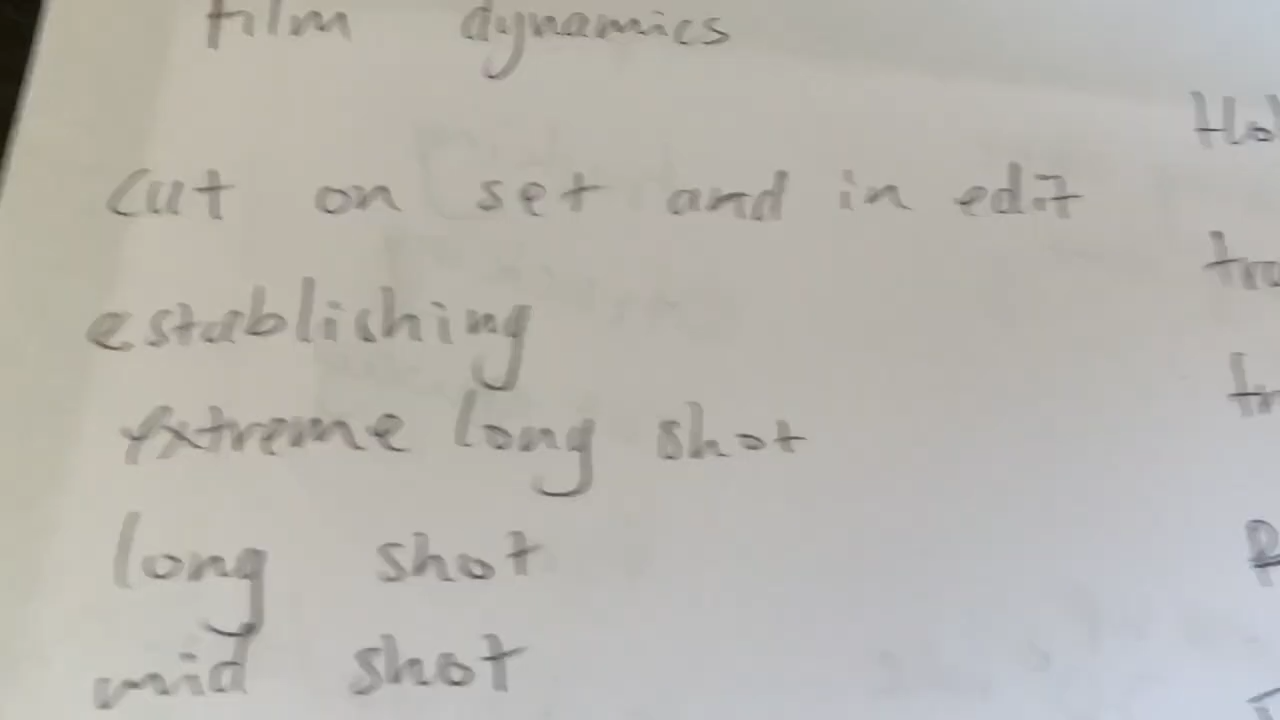 film dynamics
cut on set and in edit
establishing
extreme long shot
long shot
mid shot